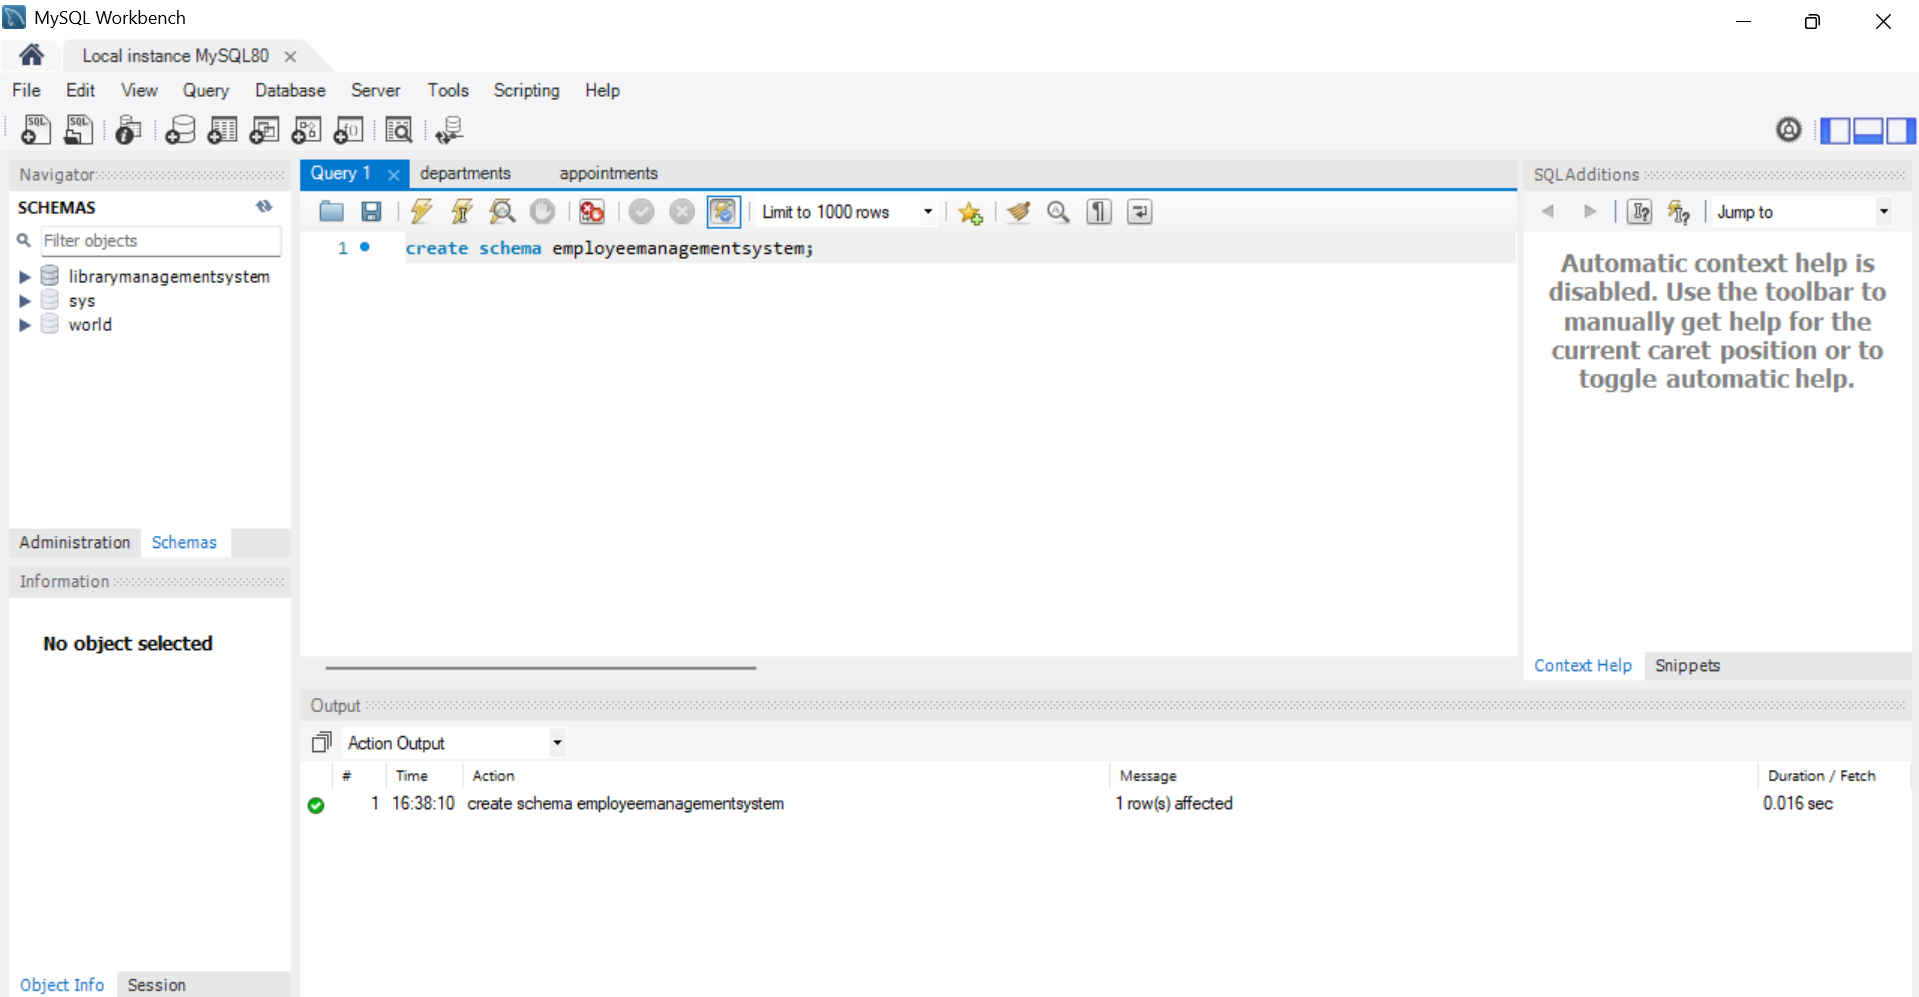 MySQL Workbench
Local instance MySQL80
File Edit View Query Database Server Tools Scripting Help
Navigator
SCHEMAS
Filter objects
librarymanagementsystem
sys
world
Administration Schemas
Information
No object selected
Object Info Session
Query 1 departments appointments
Limit to 1000 rows
1 create schema employeemanagementsystem;
SQLAdditions
Jump to
Automatic context help is
disabled. Use the toolbar to
manually get help for the
current caret position or to
toggle automatic help.
Context Help Snippets
Output
Action Output
# Time Action Message Duration / Fetch
1 16:38:10 create schema employeemanagementsystem 1 row(s) affected 0.016 sec